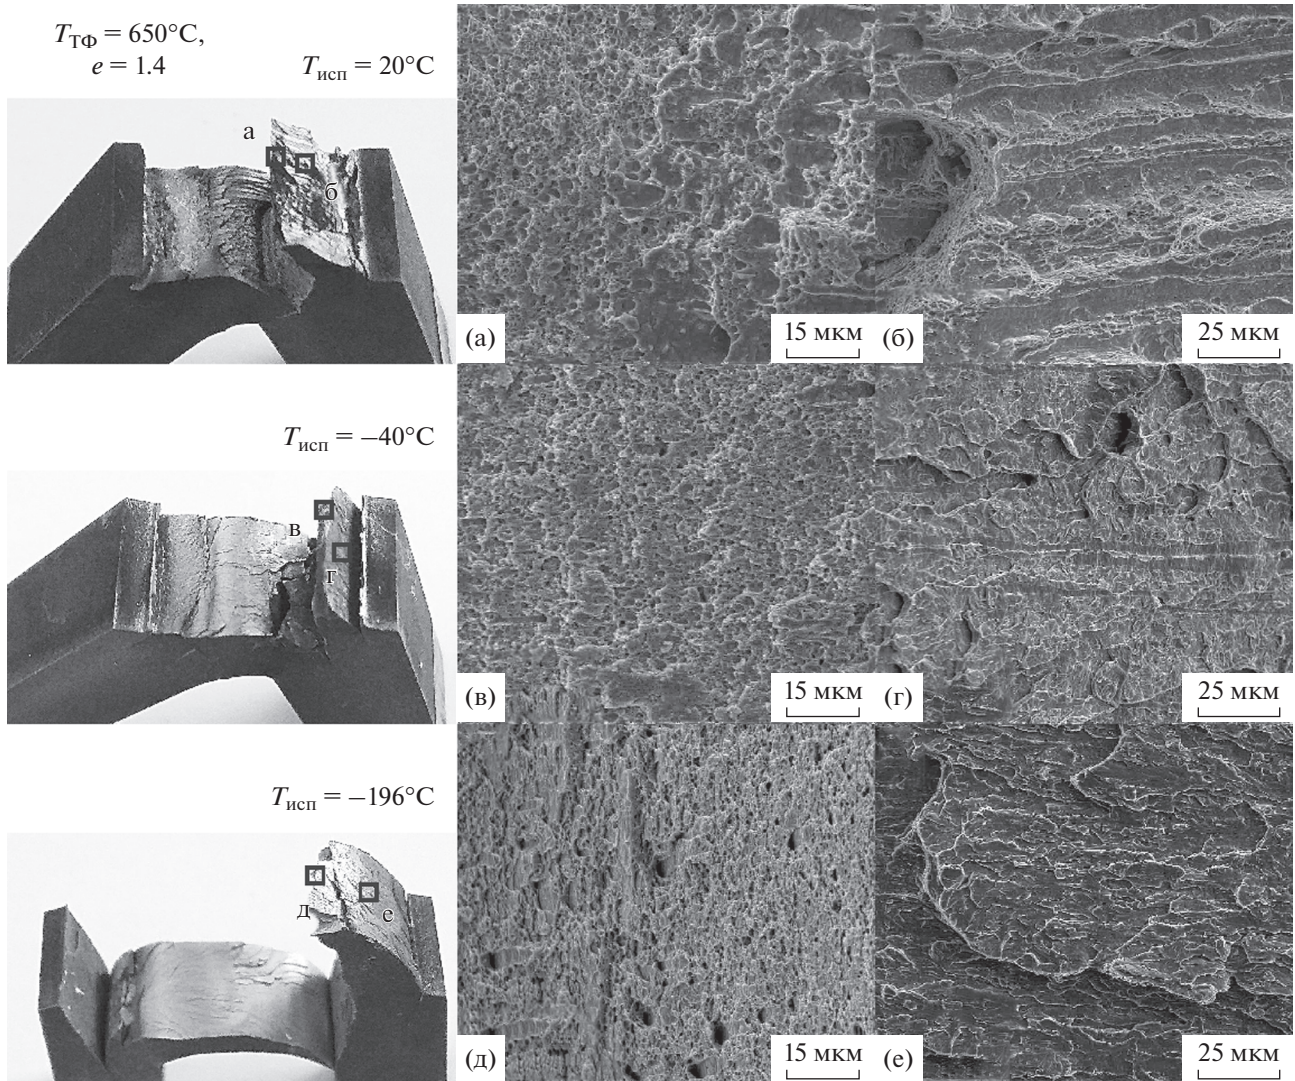 T_ТФ = 650°C,
e = 1.4
T_исп = 20°C
а
б
(а)
15 мкм
(б)
25 мкм
T_исп = –40°C
в
г
(в)
15 мкм
(г)
25 мкм
T_исп = –196°C
д
е
(д)
15 мкм
(е)
25 мкм